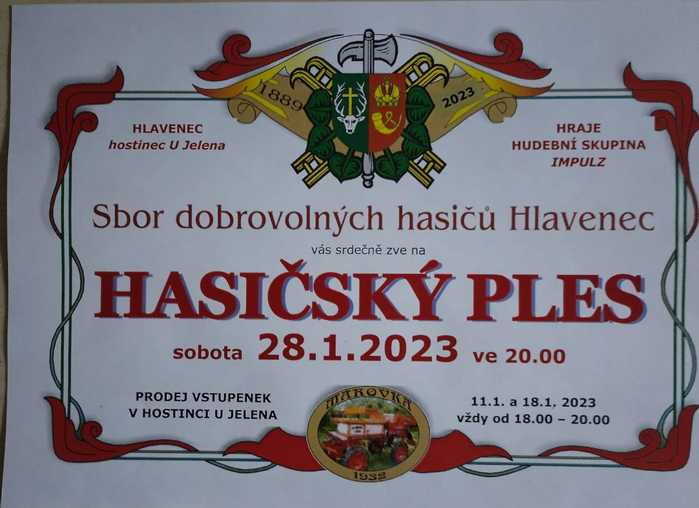 1889
2023
HLAVENEC
hostinec U Jelena
HRAJE
HUDEBNÍ SKUPINA
IMPULZ
Sbor dobrovolných hasičů Hlavenec
vás srdečně zve na
HASIČSKÝ PLES
sobota 28.1.2023 ve 20.00
PRODEJ VSTUPENEK
V HOSTINCI U JELENA
MAKOVKA
1932
11.1. a 18.1. 2023
vždy od 18.00 – 20.00